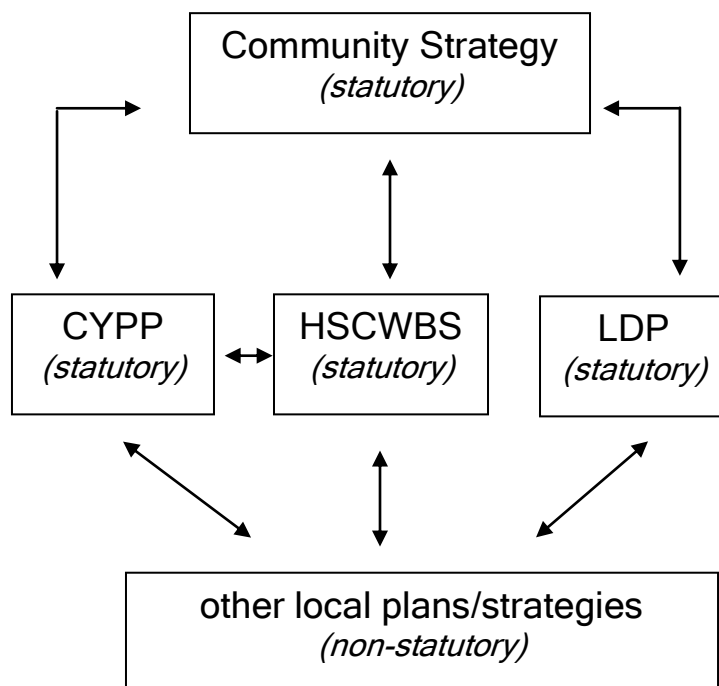 Community Strategy
(statutory)
CYPP
(statutory)
HSCWBS
(statutory)
LDP
(statutory)
other local plans/strategies
(non-statutory)